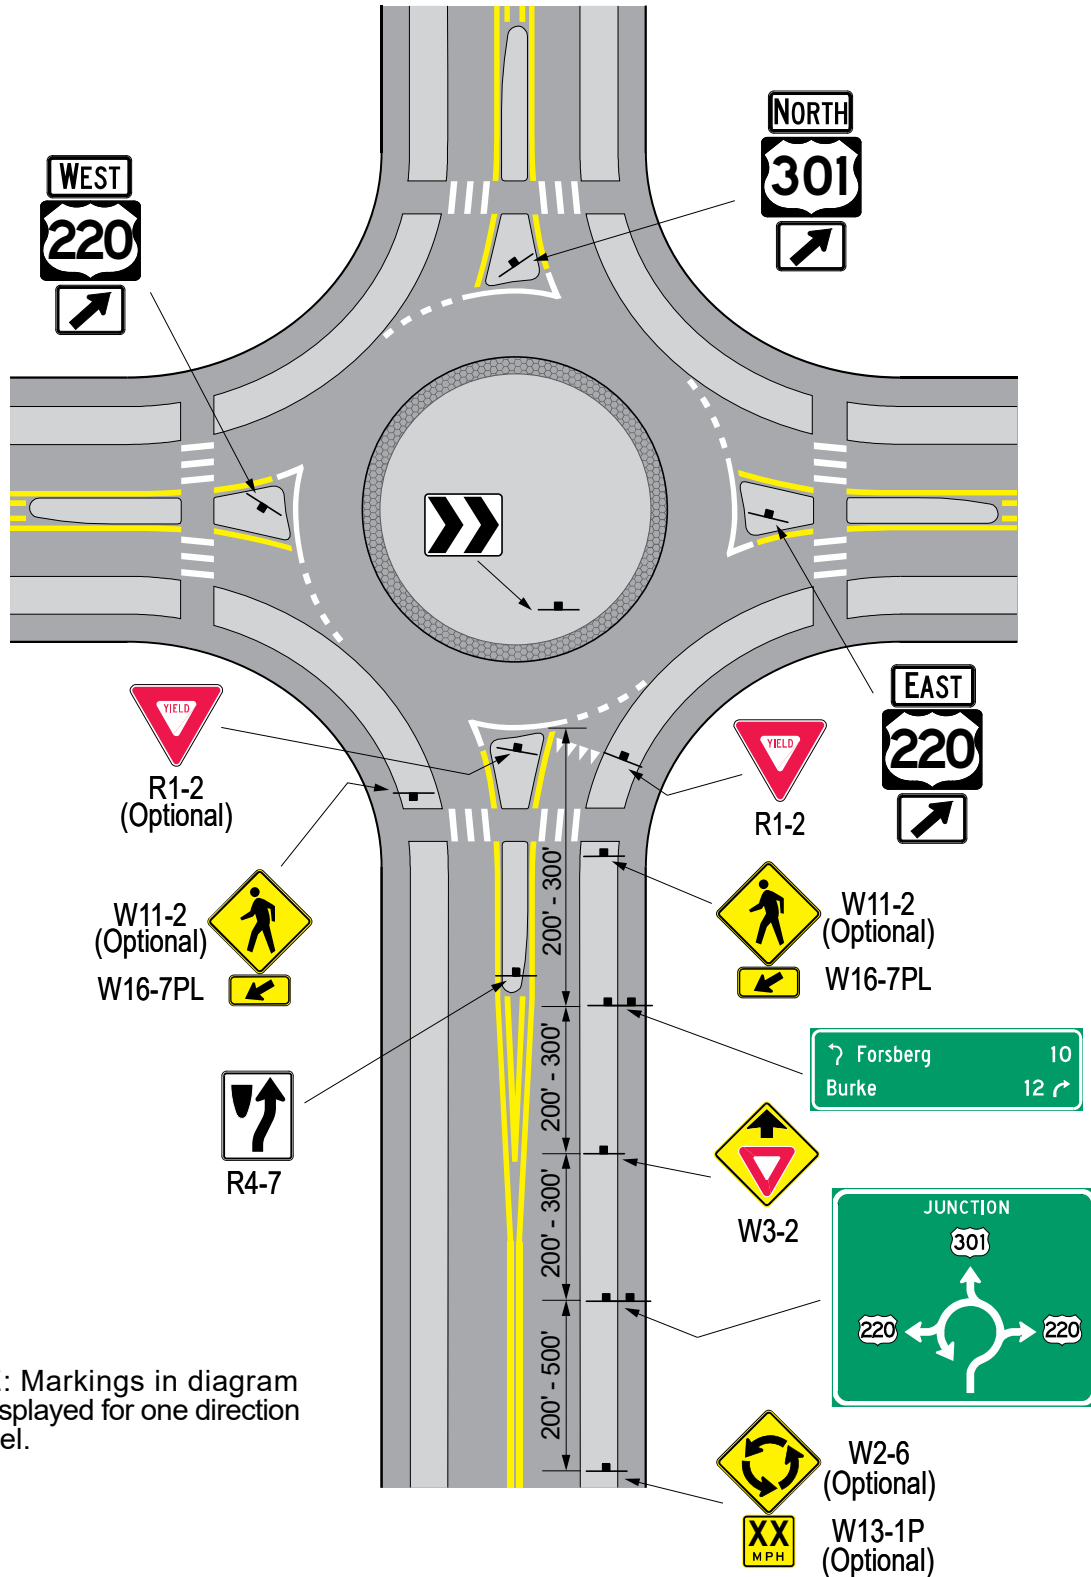 NORTH
301
WEST
220
EAST
220
YIELD
R1-2
(Optional)
YIELD
R1-2
W11-2
(Optional)
W16-7PL
W11-2
(Optional)
W16-7PL
200' - 300'
200' - 300'
200' - 300'
200' - 500'
Forsberg 10
Burke 12
R4-7
W3-2
JUNCTION
301
220 220
: Markings in diagram
splayed for one direction
el.
W2-6
(Optional)
XX
MPH
W13-1P
(Optional)